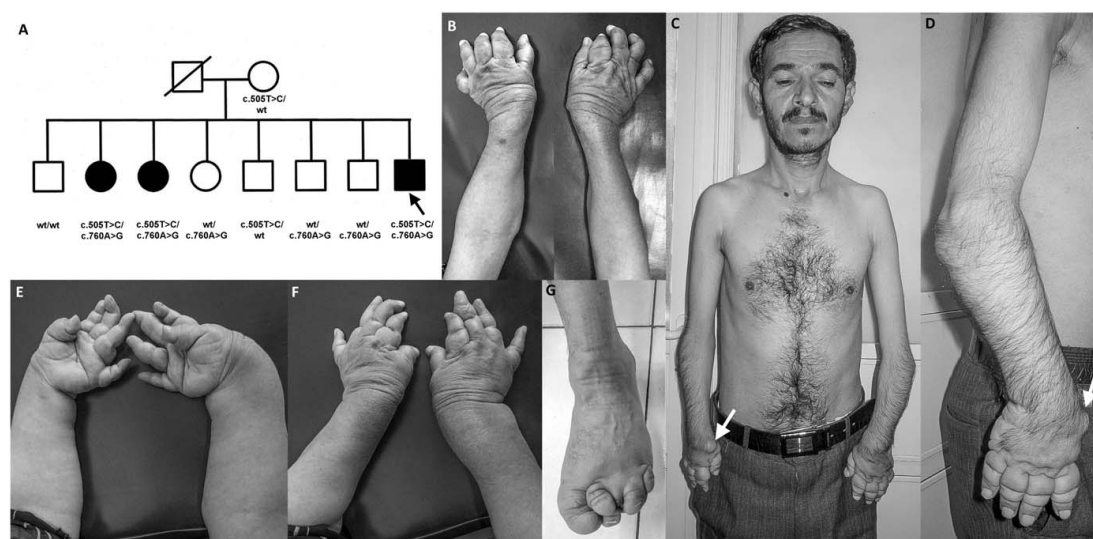 A
B
C
D
c.505T>C/
wt
wt/wt
c.505T>C/
c.760A>G
c.505T>C/
c.760A>G
wt/
c.760A>G
c.505T>C/
wt
wt/
c.760A>G
wt/
c.760A>G
c.505T>C/
c.760A>G
E
F
G